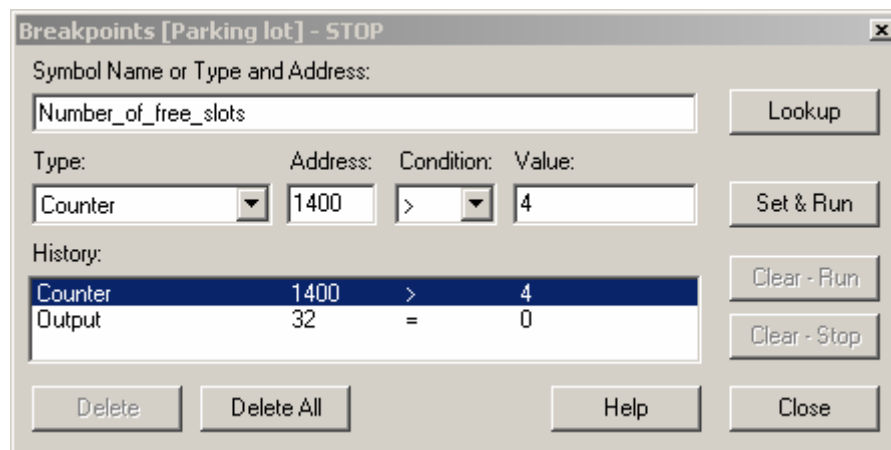 Breakpoints [Parking lot] - STOP
Symbol Name or Type and Address:
Number_of_free_slots
Lookup
Type: Address: Condition: Value:
Counter 1400 > 4
Set & Run
History:
Counter 1400 > 4
Output 32 = 0
Clear - Run
Clear - Stop
Delete Delete All Help Close